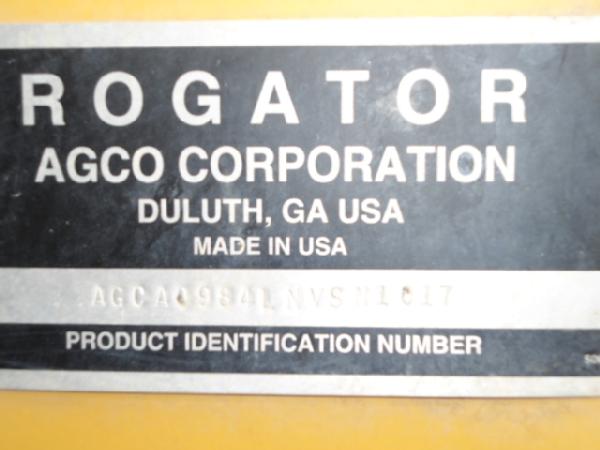 ROGATOR
AGCO CORPORATION
DULUTH, GA USA
MADE IN USA
PRODUCT IDENTIFICATION NUMBER